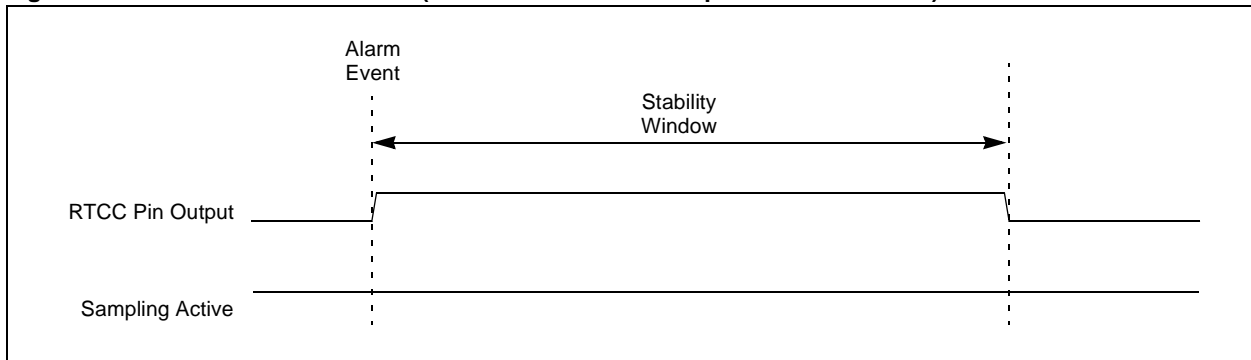 Alarm
Event
Stability
Window
RTCC Pin Output
Sampling Active